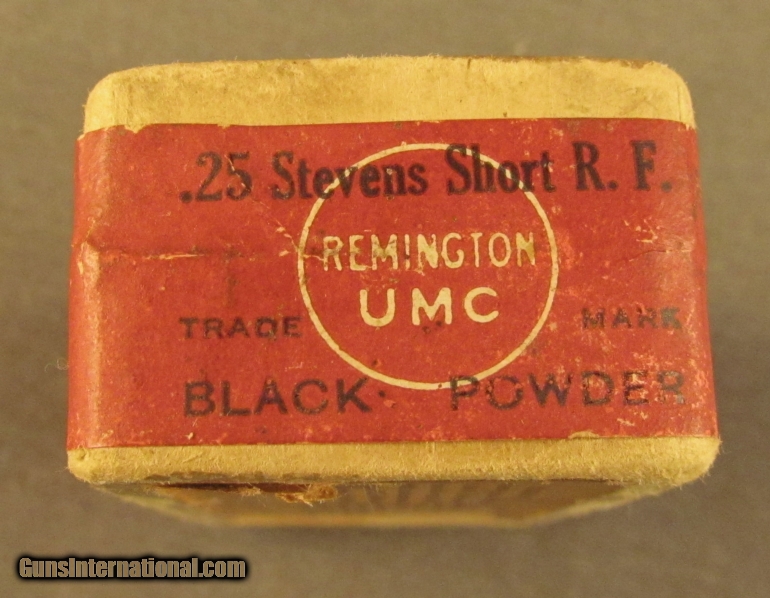 .25 Stevens Short R. F.
REMINGTON
UMC
TRADE MARK
BLACK POWDER
GunsInternational.com